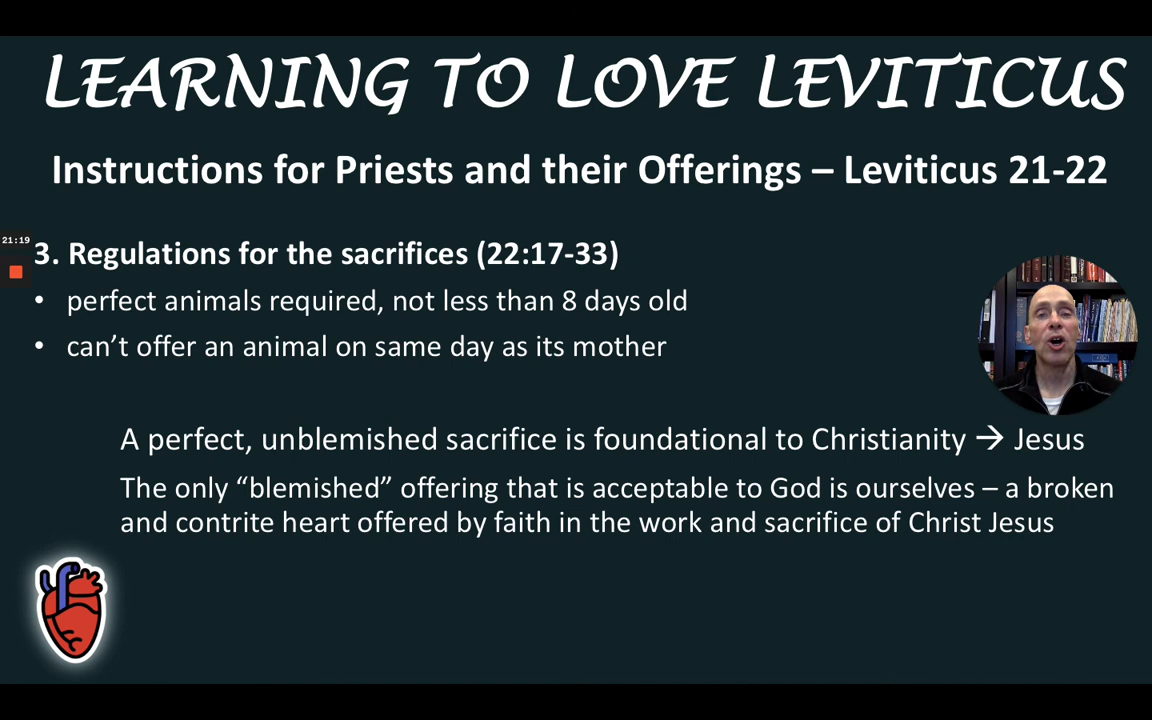 LEARNING TO LOVE LEVITICUS
Instructions for Priests and their Offerings – Leviticus 21-22
21:19
3. Regulations for the sacrifices (22:17-33)
• perfect animals required, not less than 8 days old
• can’t offer an animal on same day as its mother
A perfect, unblemished sacrifice is foundational to Christianity → Jesus
The only “blemished” offering that is acceptable to God is ourselves – a broken
and contrite heart offered by faith in the work and sacrifice of Christ Jesus